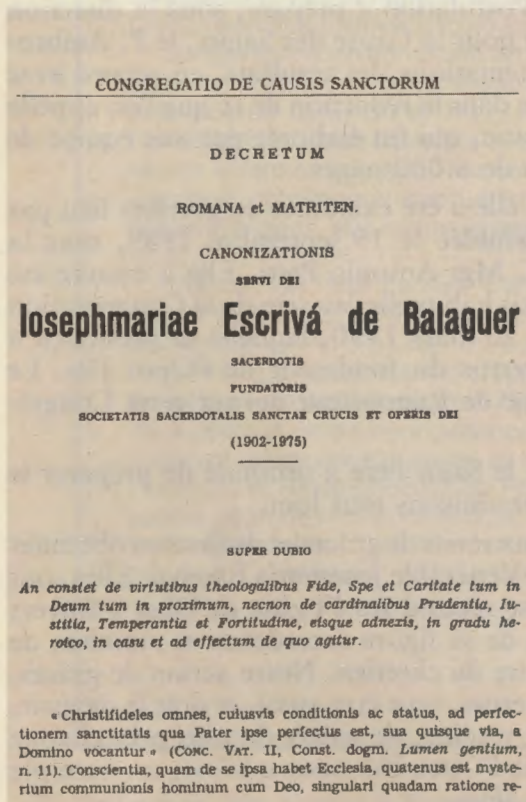 CONGREGATIO DE CAUSIS SANCTORUM
DECRETUM
ROMANA et MATRITEN.
CANONIZATIONIS
SERVI DEI
Iosephmariae Escrivá de Balaguer
SACERDOTIS
FUNDATORIS
SOCIETATIS SACERDOTALIS SANCTAE CRUCIS ET OPERIS DEI
(1902-1975)
SUPER DUBIO
An constet de virtutibus theologalibus Fide, Spe et Caritate tum in
Deum tum in proximum, necnon de cardinalibus Prudentia, Iu-
stitia, Temperantia et Fortitudine, eisque adnexis, in gradu he-
roico, in casu et ad effectum de quo agitur.
« Christifideles omnes, cuiusvis conditionis ac status, ad perfec-
tionem sanctitatis qua Pater ipse perfectus est, sua quisque via, a
Domino vocantur » (CONC. VAT. II, Const. dogm. Lumen gentium,
n. 11). Conscientia, quam de se ipsa habet Ecclesia, quatenus est myste-
rium communionis hominum cum Deo, singulari quadam ratione re-